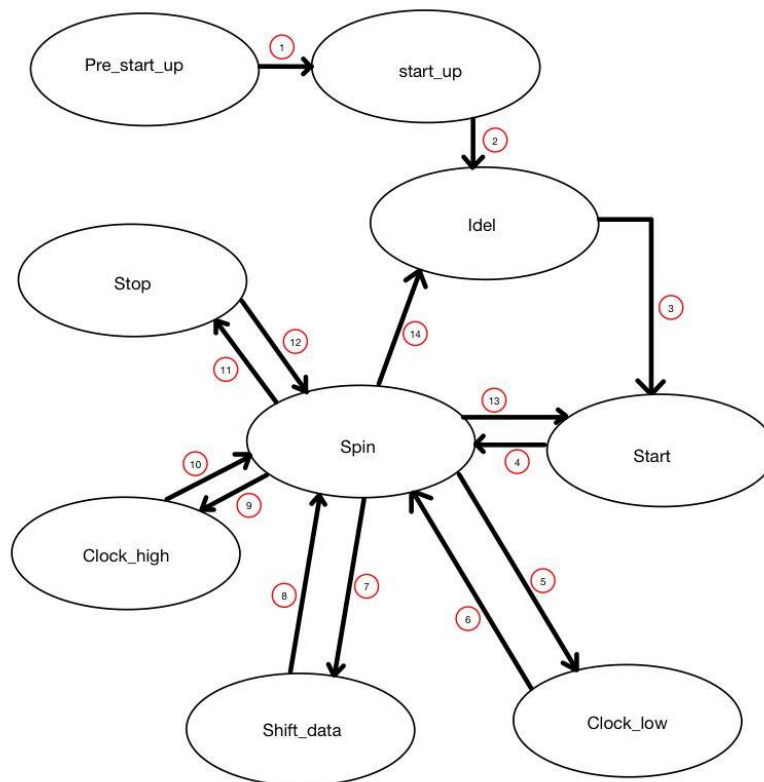 1
Pre_start_up
start_up
2
Idel
Stop
3
12
14
11
13
Spin
4
Start
10
9
Clock_high
5
7
8
6
Shift_data
Clock_low